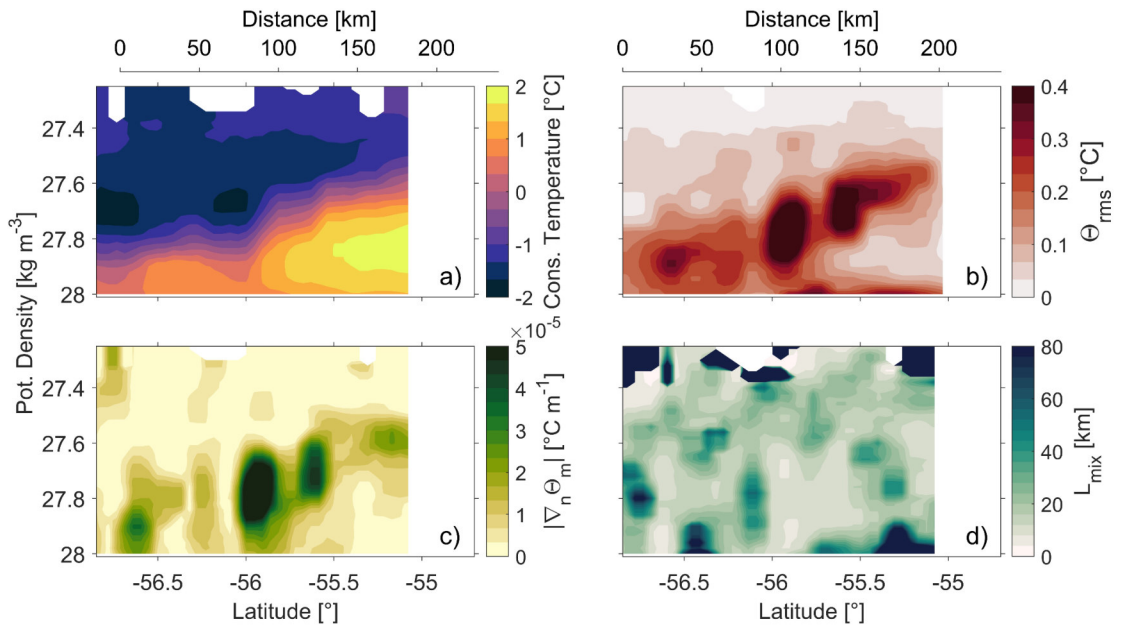 Distance [km]
0 50 100 150 200
Distance [km]
0 50 100 150 200
27.4
27.6
27.8
28
Pot. Density [kg m-3]
a)
2
1
0
-1
-2
Cons. Temperature [°C]
b)
0.4
0.3
0.2
0.1
0
Θrms [°C]
27.4
27.6
27.8
28
c)
×10-5
5
4
3
2
1
0
|∇nΘm| [°C m-1]
d)
80
60
40
20
0
Lmix [km]
-56.5 -56 -55.5 -55
Latitude [°]
-56.5 -56 -55.5 -55
Latitude [°]